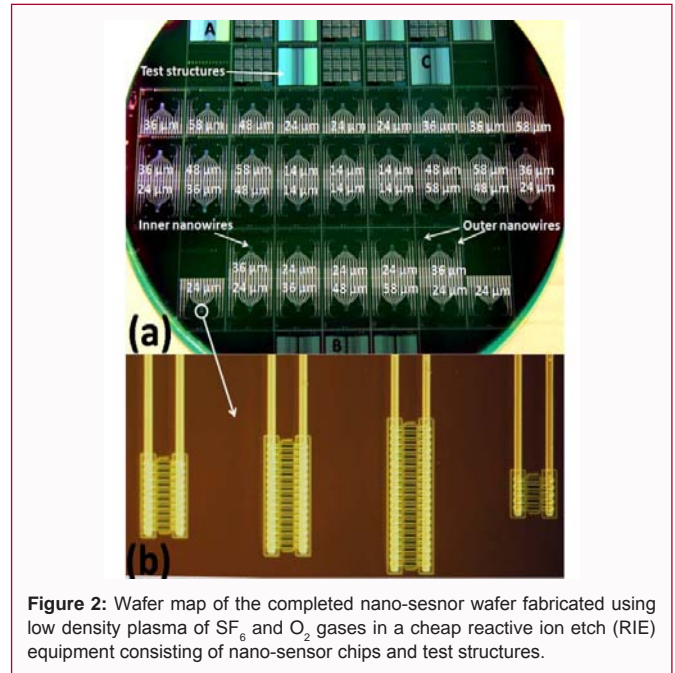 A
C
Test structures
36 µm 58 µm 48 µm 24 µm 24 µm 24 µm 36 µm 36 µm 58 µm
36 µm 48 µm 58 µm 14 µm 14 µm 14 µm 48 µm 58 µm 36 µm
24 µm 36 µm 48 µm 14 µm 14 µm 14 µm 58 µm 48 µm 24 µm
Inner nanowires Outer nanowires
36 µm 24 µm 24 µm 24 µm 36 µm
24 µm 24 µm 36 µm 48 µm 58 µm 24 µm 24 µm
(a)
B
(b)
Figure 2: Wafer map of the completed nano-sesnor wafer fabricated using
low density plasma of SF6 and O2 gases in a cheap reactive ion etch (RIE)
equipment consisting of nano-sensor chips and test structures.